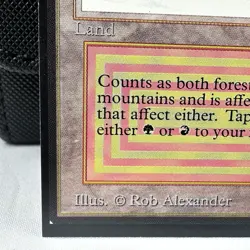 Land
Counts as both fores
mountains and is affe
that affect either. Tap
either or to your
Illus. © Rob Alexander